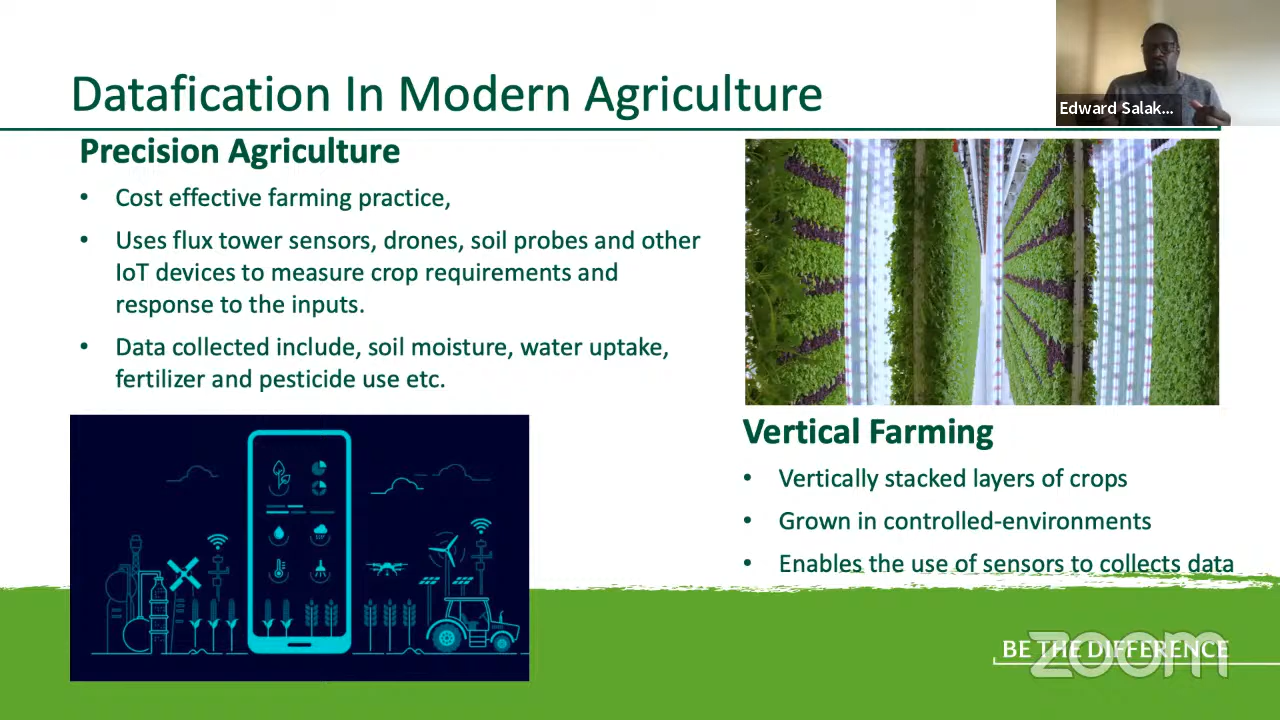 Datafication In Modern Agriculture
Edward Salak...
Precision Agriculture
• Cost effective farming practice,
• Uses flux tower sensors, drones, soil probes and other
IoT devices to measure crop requirements and
response to the inputs.
• Data collected include, soil moisture, water uptake,
fertilizer and pesticide use etc.
Vertical Farming
• Vertically stacked layers of crops
• Grown in controlled-environments
• Enables the use of sensors to collects data
BE THE DIFFERENCE
zoom